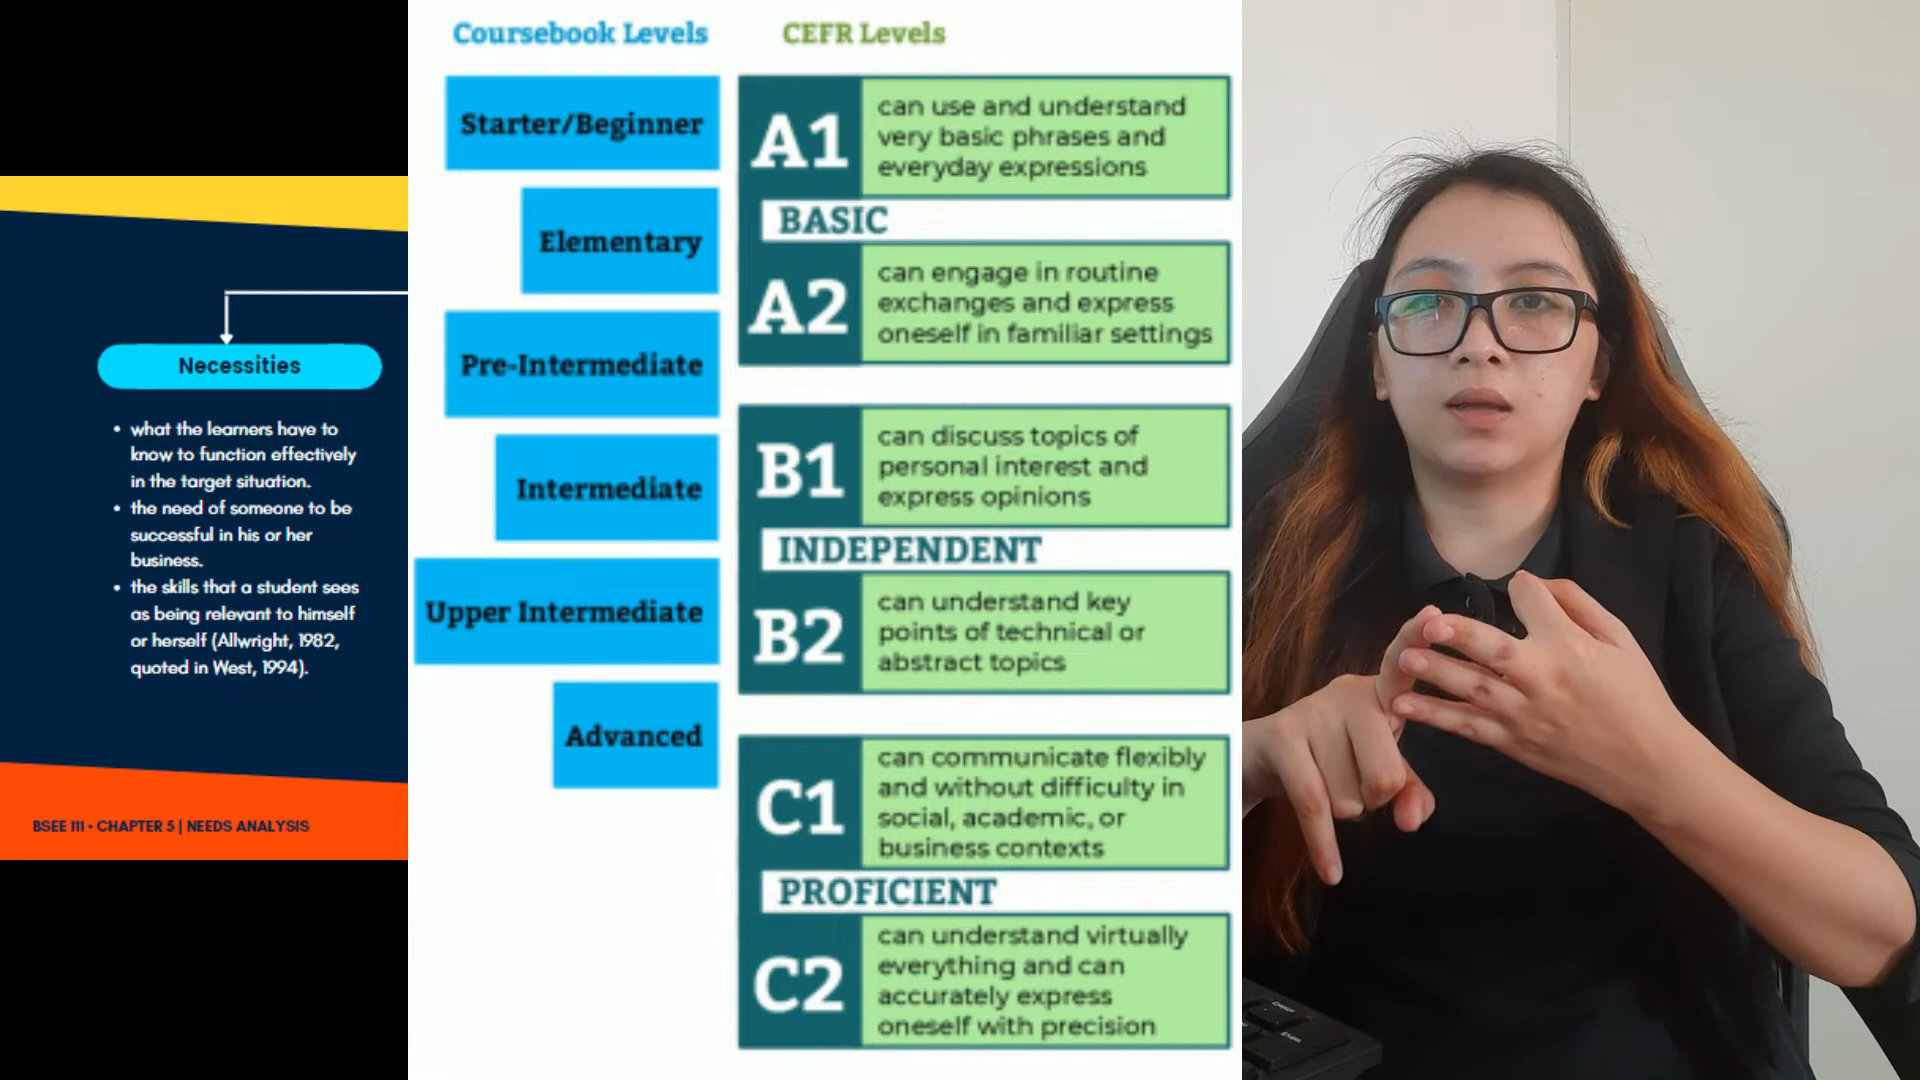 Necessities
• what the learners have to
know to function effectively
in the target situation.
• the need of someone to be
successful in his or her
business.
• the skills that a student sees
as being relevant to himself
or herself (Allwright, 1982,
quoted in West, 1994).
BSEE 111 • CHAPTER 5 | NEEDS ANALYSIS
Coursebook Levels
Starter/Beginner
Elementary
Pre-Intermediate
Intermediate
Upper Intermediate
Advanced
CEFR Levels
A1
can use and understand
very basic phrases and
everyday expressions
BASIC
A2
can engage in routine
exchanges and express
oneself in familiar settings
B1
can discuss topics of
personal interest and
express opinions
INDEPENDENT
B2
can understand key
points of technical or
abstract topics
C1
can communicate flexibly
and without difficulty in
social, academic, or
business contexts
PROFICIENT
C2
can understand virtually
everything and can
accurately express
oneself with precision